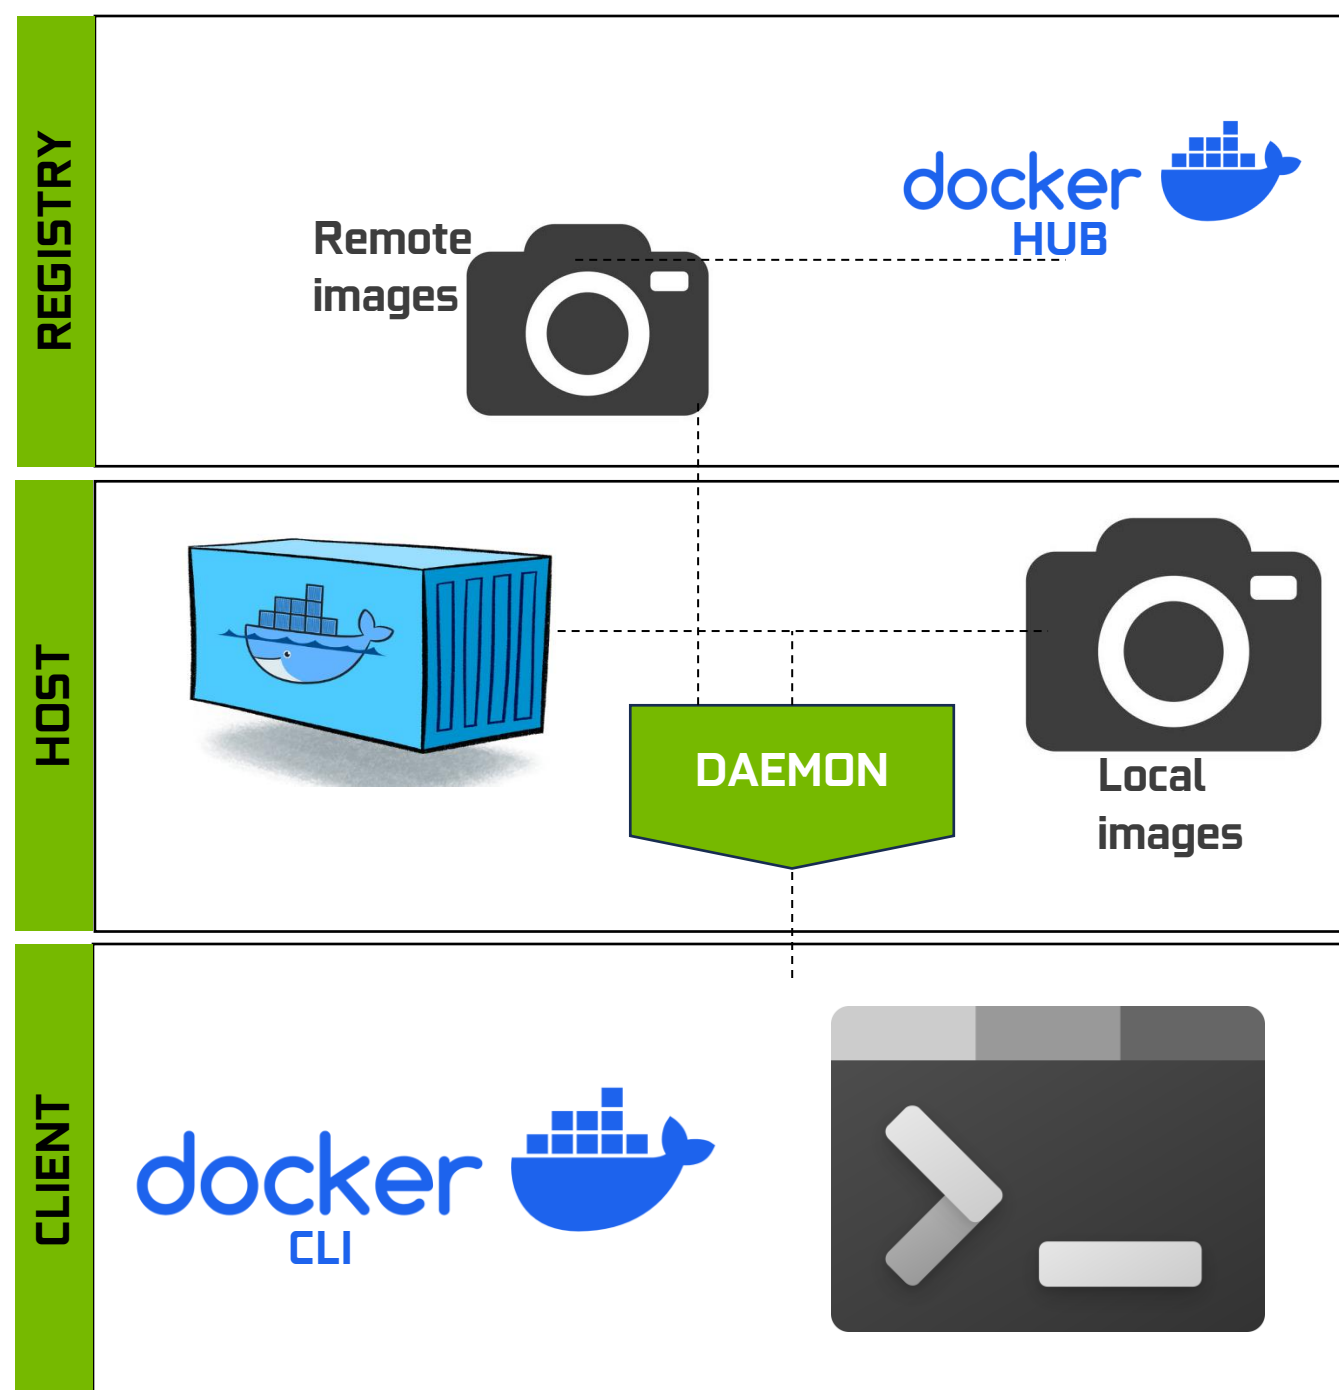 REGISTRY
docker
HUB
Remote
images
HOST
DAEMON
Local
images
CLIENT
docker
CLI